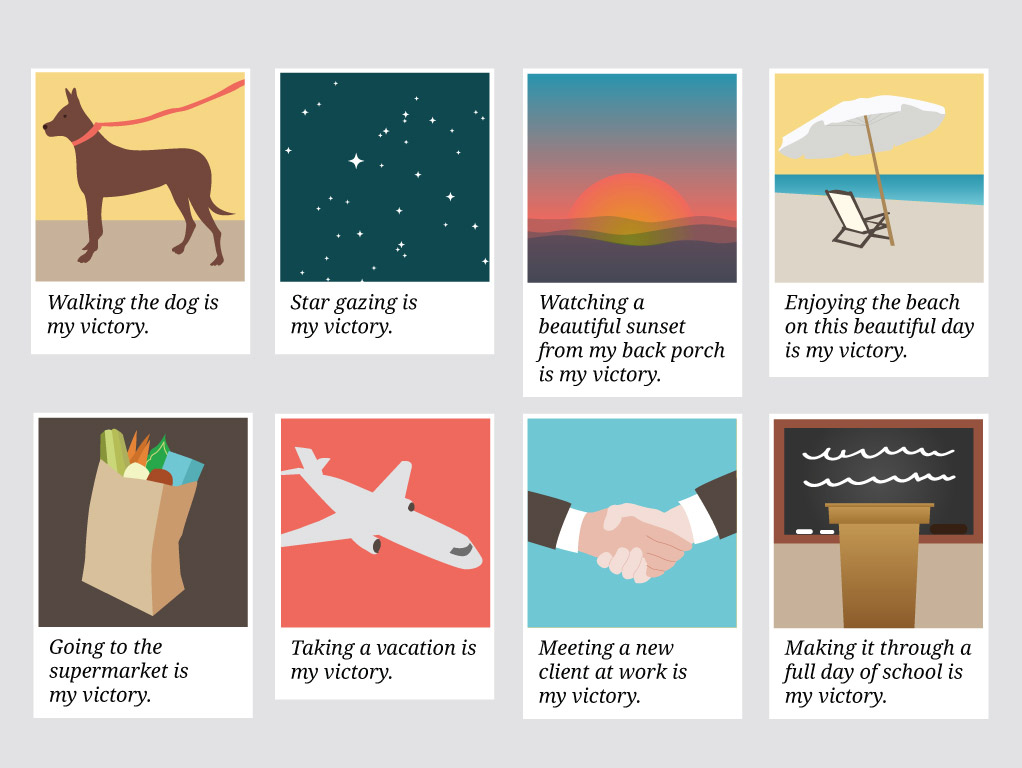 Walking the dog is
my victory.
Star gazing is
my victory.
Watching a
beautiful sunset
from my back porch
is my victory.
Enjoying the beach
on this beautiful day
is my victory.
Going to the
supermarket is
my victory.
Taking a vacation is
my victory.
Meeting a new
client at work is
my victory.
Making it through a
full day of school is
my victory.